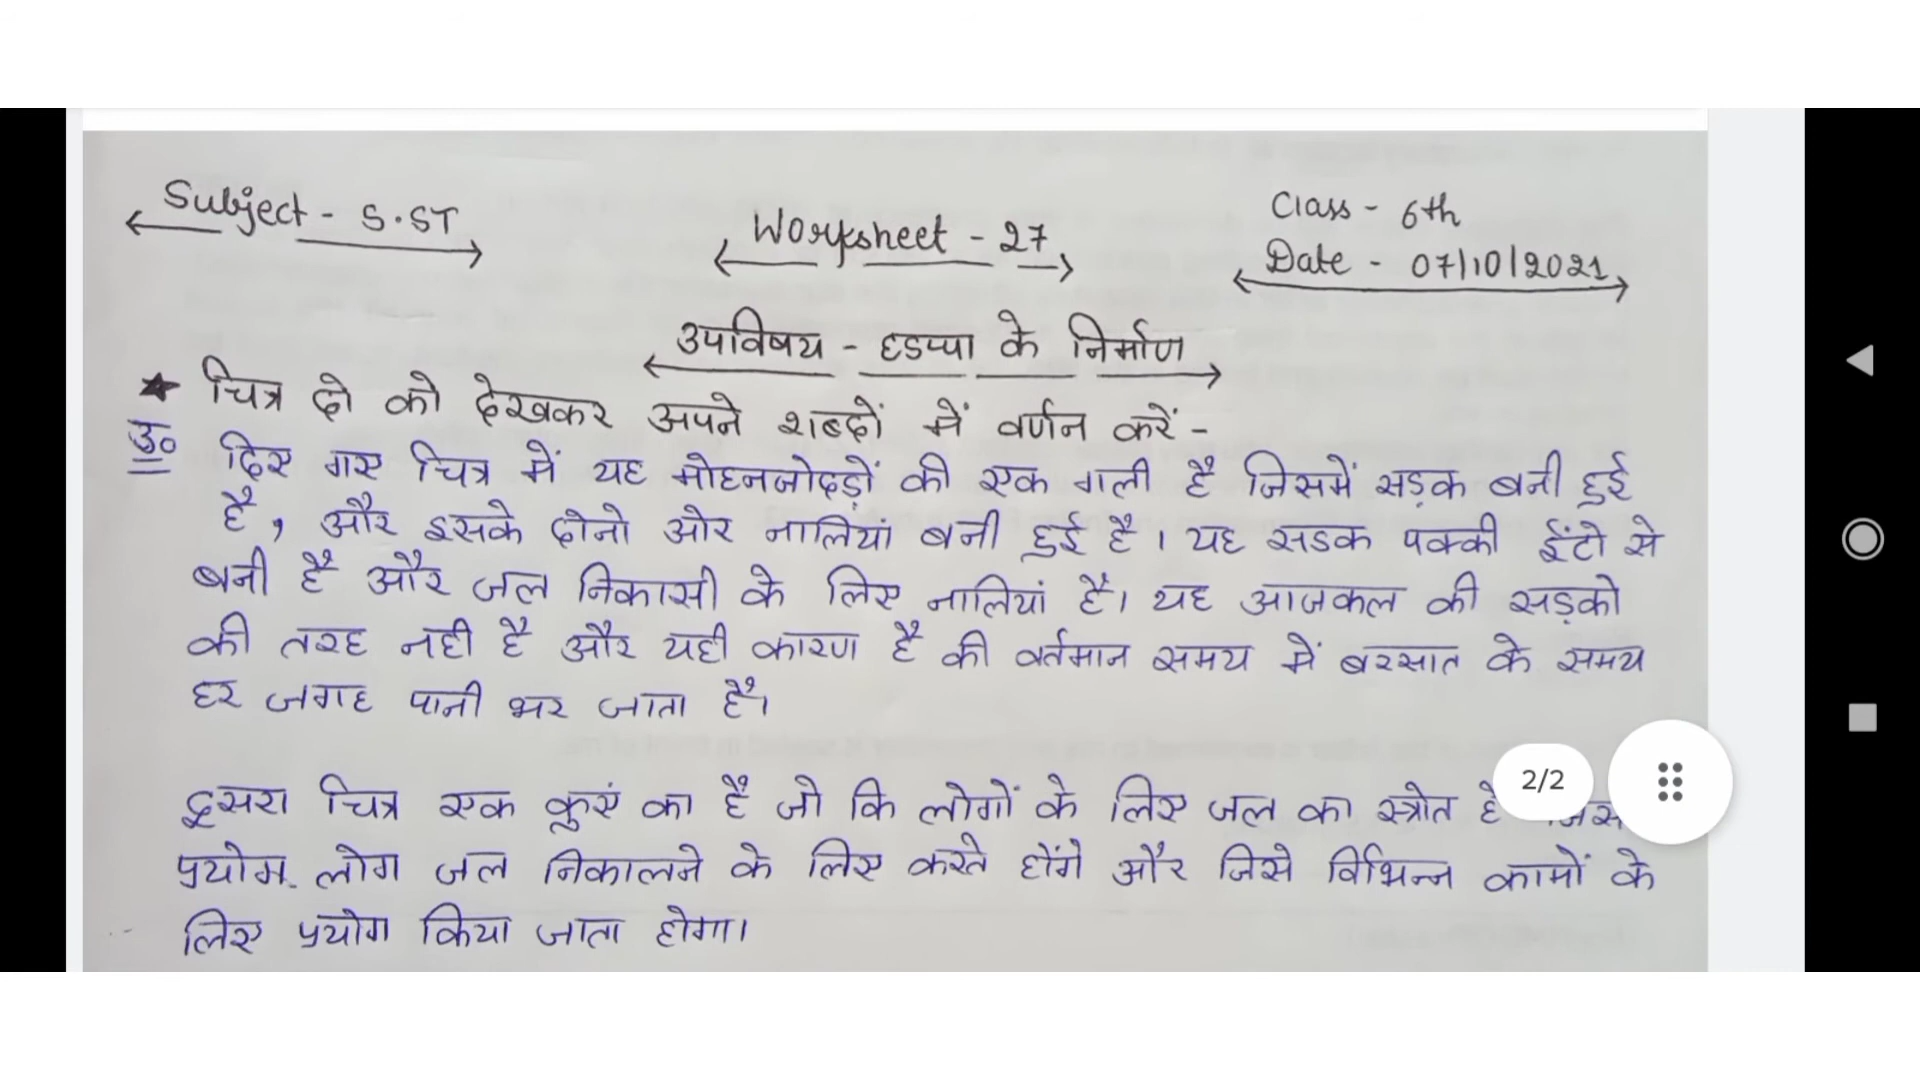 Subject - S.ST
Worksheet - 27
Class - 6th
Date - 07/10/2021
उपविषय - हडप्पा के निर्माण
★ चित्र दो को देखकर अपने शब्दों में वर्णन करें -
उ० दिए गए चित्र में यह मोहनजोदड़ों की एक गली है जिसमें सड़क बनी हुई
है, और इसके दोनो ओर नालियां बनी हुई है। यह सडक पक्की ईंटो से
बनी है और जल निकासी के लिए नालियां है। यह आजकल की सड़को
की तरह नही है और यही कारण है की वर्तमान समय में बरसात के समय
हर जगह पानी भर जाता है।
दूसरा चित्र एक कुएं का है जो कि लोगों के लिए जल का स्त्रोत है
प्रयोग लोग जल निकालने के लिए करते होंगे और जिसे विभिन्न कामों के
लिए प्रयोग किया जाता होगा।
2/2